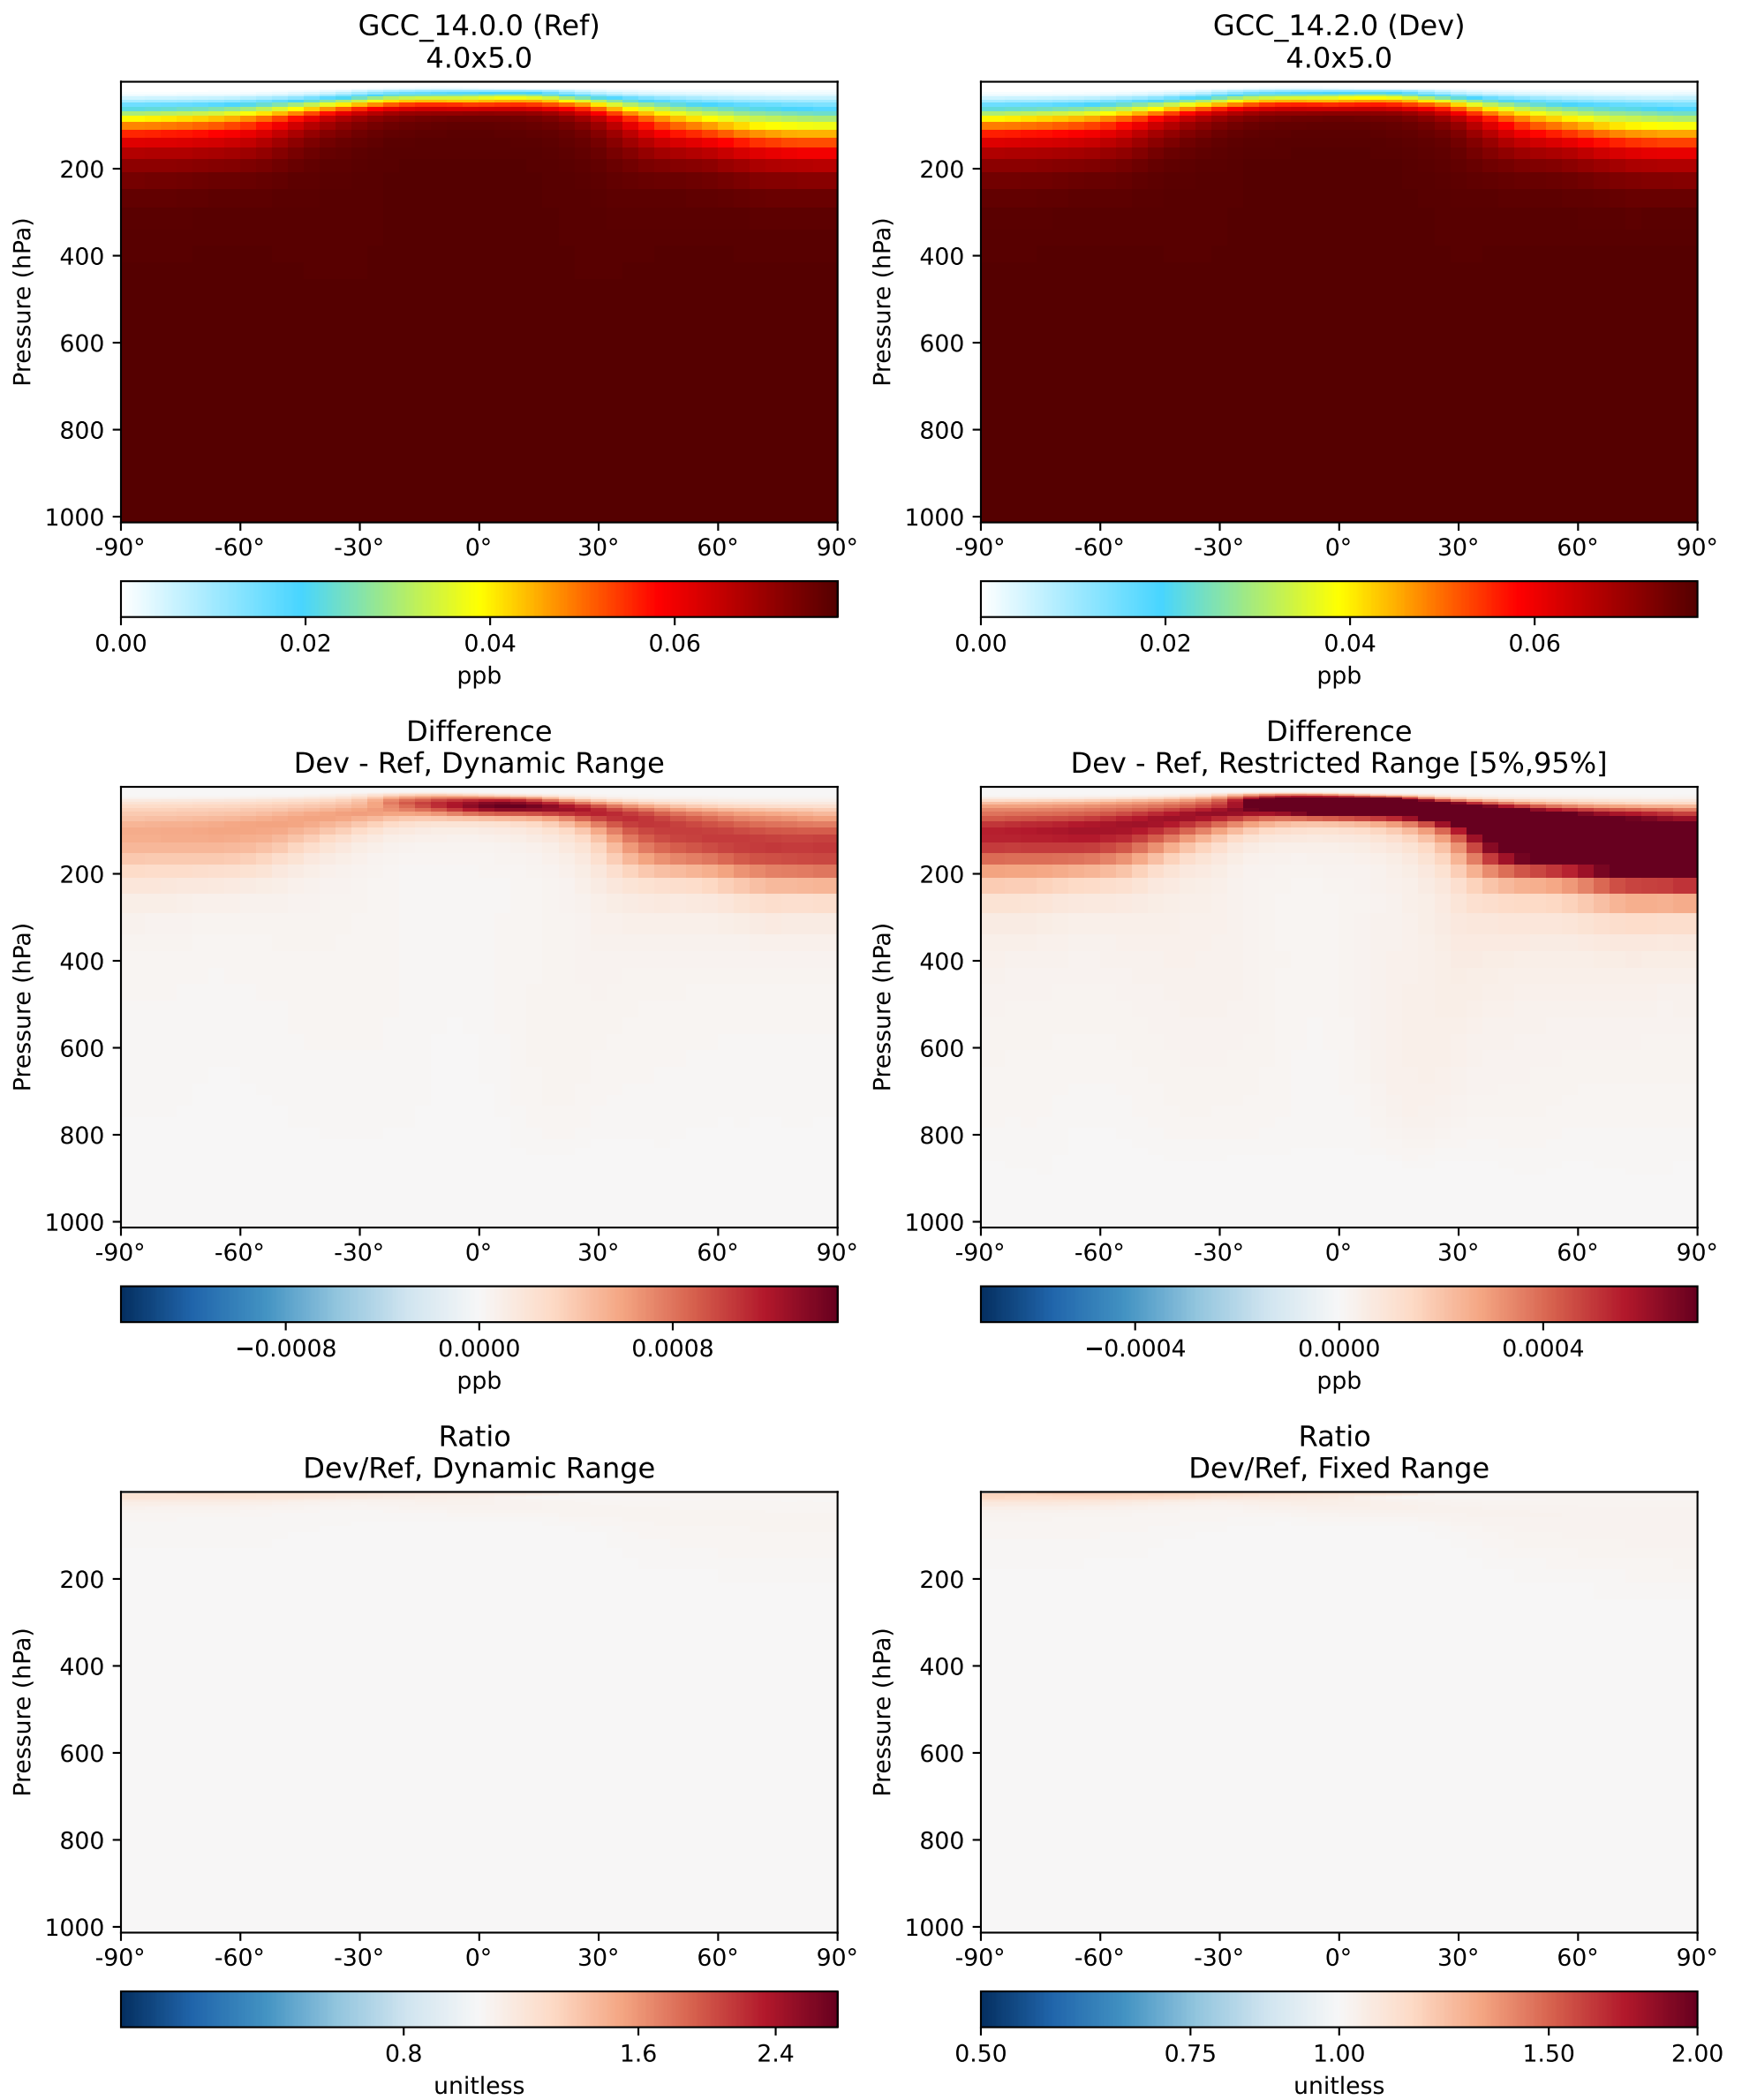 GCC_14.0.0 (Ref)
4.0x5.0
GCC_14.2.0 (Dev)
4.0x5.0
Pressure (hPa)
200
400
600
800
1000
-90° -60° -30° 0° 30° 60° 90°
0.00 0.02 0.04 0.06
ppb
Pressure (hPa)
200
400
600
800
1000
-90° -60° -30° 0° 30° 60° 90°
0.00 0.02 0.04 0.06
ppb
Difference
Dev - Ref, Dynamic Range
Difference
Dev - Ref, Restricted Range [5%,95%]
Pressure (hPa)
200
400
600
800
1000
-90° -60° -30° 0° 30° 60° 90°
−0.0008 0.0000 0.0008
ppb
Pressure (hPa)
200
400
600
800
1000
-90° -60° -30° 0° 30° 60° 90°
−0.0004 0.0000 0.0004
ppb
Ratio
Dev/Ref, Dynamic Range
Ratio
Dev/Ref, Fixed Range
Pressure (hPa)
200
400
600
800
1000
-90° -60° -30° 0° 30° 60° 90°
0.8 1.6 2.4
unitless
Pressure (hPa)
200
400
600
800
1000
-90° -60° -30° 0° 30° 60° 90°
0.50 0.75 1.00 1.50 2.00
unitless